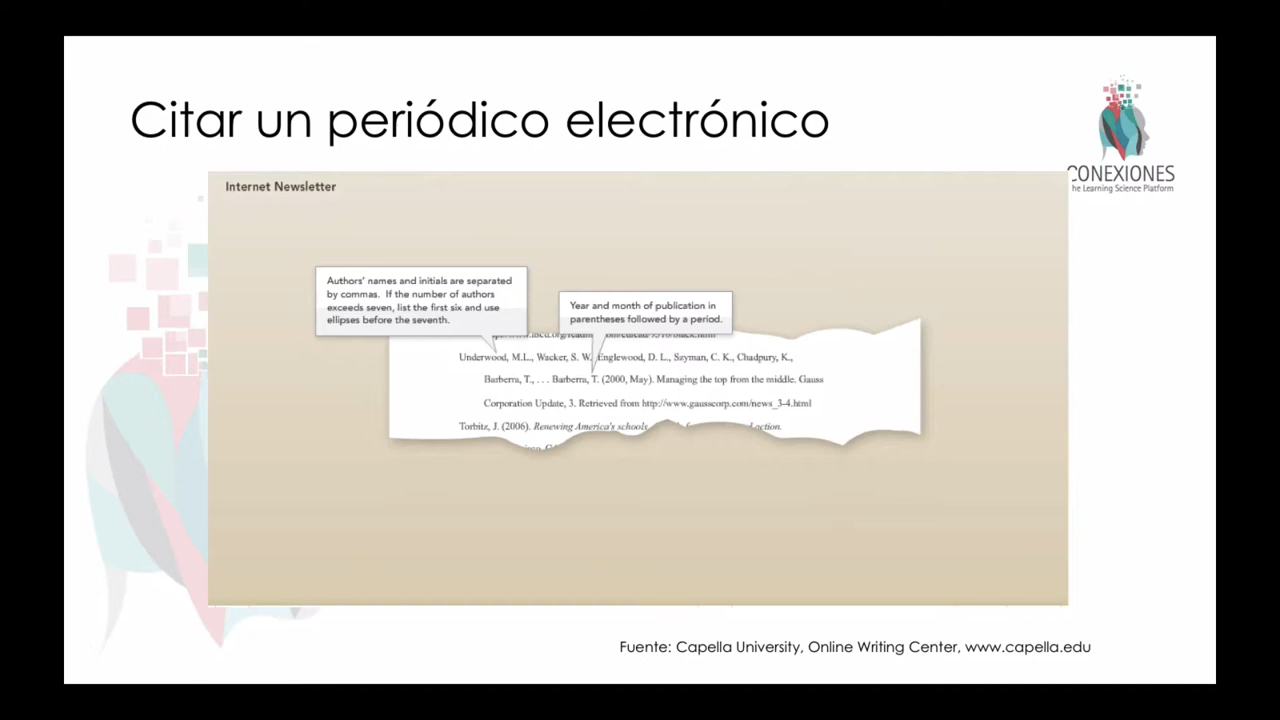 Citar un periódico electrónico
CONEXIONES
he Learning Science Platform
Internet Newsletter
Authors' names and initials are separated
by commas. If the number of authors
exceeds seven, list the first six and use
ellipses before the seventh.
Year and month of publication in
parentheses followed by a period.
Underwood, M.L., Wacker, S. W. Englewood, D. L., Szyman, C. K., Chadpury, K.,
Barberra, T., . . . Barberra, T. (2000, May). Managing the top from the middle. Gauss
Corporation Update, 3. Retrieved from http://www.gausscorp.com/news_3-4.html
Torbitz, J. (2006). Renewing America's schools action.
Fuente: Capella University, Online Writing Center, www.capella.edu